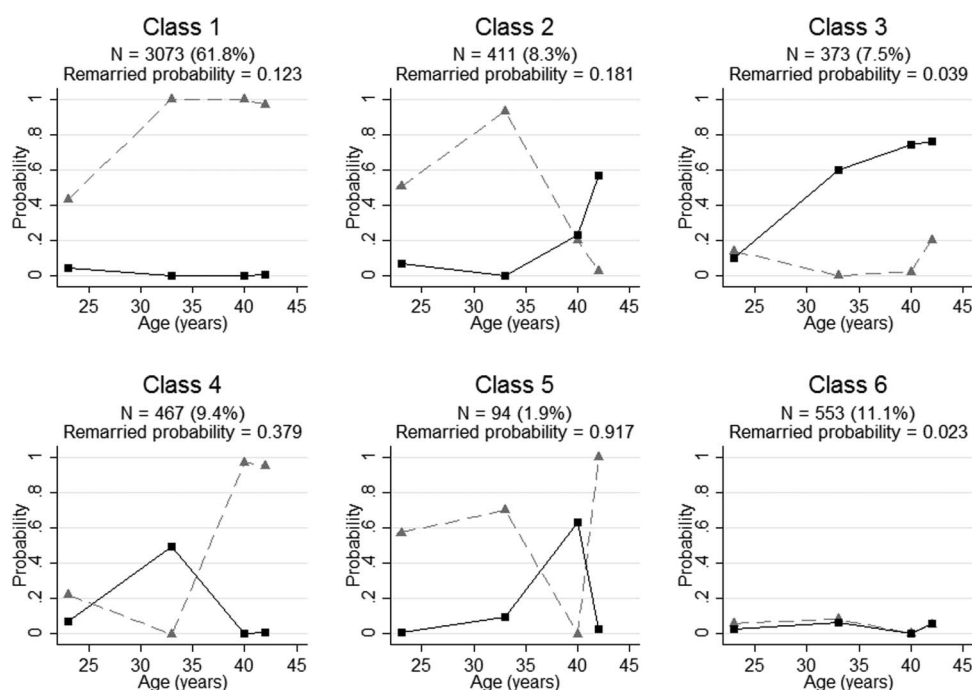 Class 1
N = 3073 (61.8%)
Remarried probability = 0.123
Probability
1
.8
.6
.4
.2
0
25 30 35 40 45
Age (years)
Class 2
N = 411 (8.3%)
Remarried probability = 0.181
Probability
1
.8
.6
.4
.2
0
25 30 35 40 45
Age (years)
Class 3
N = 373 (7.5%)
Remarried probability = 0.039
Probability
1
.8
.6
.4
.2
0
25 30 35 40 45
Age (years)
Class 4
N = 467 (9.4%)
Remarried probability = 0.379
Probability
1
.8
.6
.4
.2
0
25 30 35 40 45
Age (years)
Class 5
N = 94 (1.9%)
Remarried probability = 0.917
Probability
1
.8
.6
.4
.2
0
25 30 35 40 45
Age (years)
Class 6
N = 553 (11.1%)
Remarried probability = 0.023
Probability
1
.8
.6
.4
.2
0
25 30 35 40 45
Age (years)